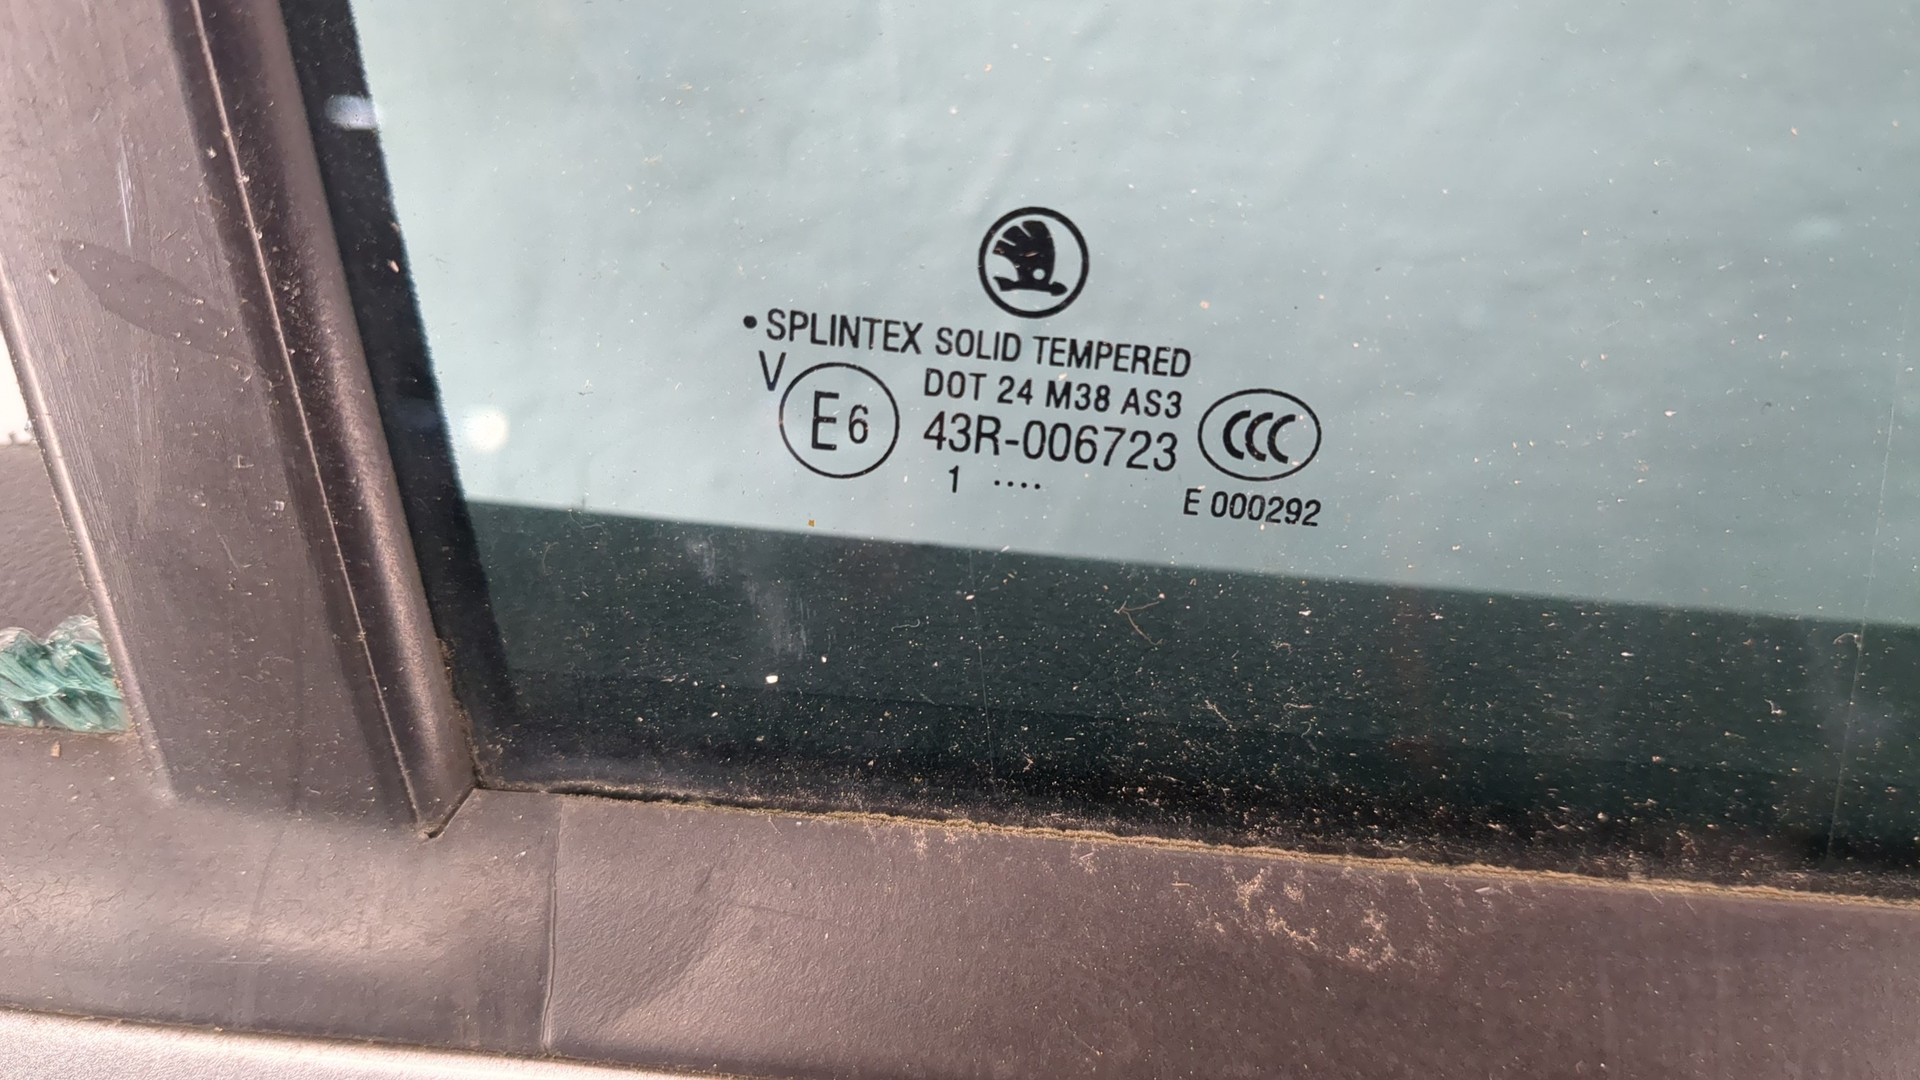 • SPLINTEX SOLID TEMPERED
V
E6
DOT 24 M38 AS3
43R-006723
CCC
1 ····
E 000292